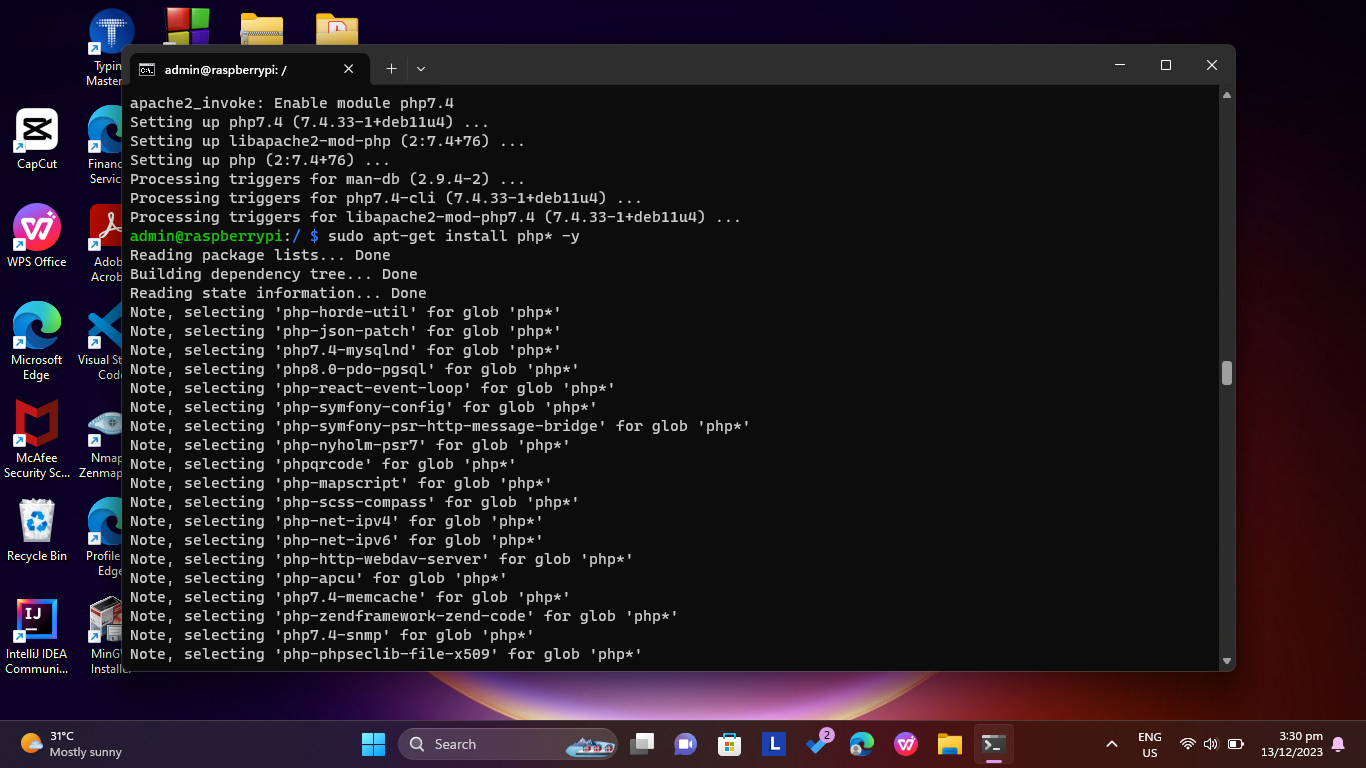 Typin
Master...
admin@raspberrypi: /
CapCut
Financ
Servic
WPS Office
Adob
Acrob
Microsoft
Edge
Visual St
Code
McAfee
Security Sc...
Nmap
Zenmap
Recycle Bin
Profile
Edge
IJ
IntelliJ IDEA
Communi...
MinG
Installe
apache2_invoke: Enable module php7.4
Setting up php7.4 (7.4.33-1+deb11u4) ...
Setting up libapache2-mod-php (2:7.4+76) ...
Setting up php (2:7.4+76) ...
Processing triggers for man-db (2.9.4-2) ...
Processing triggers for php7.4-cli (7.4.33-1+deb11u4) ...
Processing triggers for libapache2-mod-php7.4 (7.4.33-1+deb11u4) ...
admin@raspberrypi:/ $ sudo apt-get install php* -y
Reading package lists... Done
Building dependency tree... Done
Reading state information... Done
Note, selecting 'php-horde-util' for glob 'php*'
Note, selecting 'php-json-patch' for glob 'php*'
Note, selecting 'php7.4-mysqlnd' for glob 'php*'
Note, selecting 'php8.0-pdo-pgsql' for glob 'php*'
Note, selecting 'php-react-event-loop' for glob 'php*'
Note, selecting 'php-symfony-config' for glob 'php*'
Note, selecting 'php-symfony-psr-http-message-bridge' for glob 'php*'
Note, selecting 'php-nyholm-psr7' for glob 'php*'
Note, selecting 'phpqrcode' for glob 'php*'
Note, selecting 'php-mapscript' for glob 'php*'
Note, selecting 'php-scss-compass' for glob 'php*'
Note, selecting 'php-net-ipv4' for glob 'php*'
Note, selecting 'php-net-ipv6' for glob 'php*'
Note, selecting 'php-http-webdav-server' for glob 'php*'
Note, selecting 'php-apcu' for glob 'php*'
Note, selecting 'php7.4-memcache' for glob 'php*'
Note, selecting 'php-zendframework-zend-code' for glob 'php*'
Note, selecting 'php7.4-snmp' for glob 'php*'
Note, selecting 'php-phpseclib-file-x509' for glob 'php*'
31°C
Mostly sunny
Search
L
2
ENG
US
3:30 pm
13/12/2023